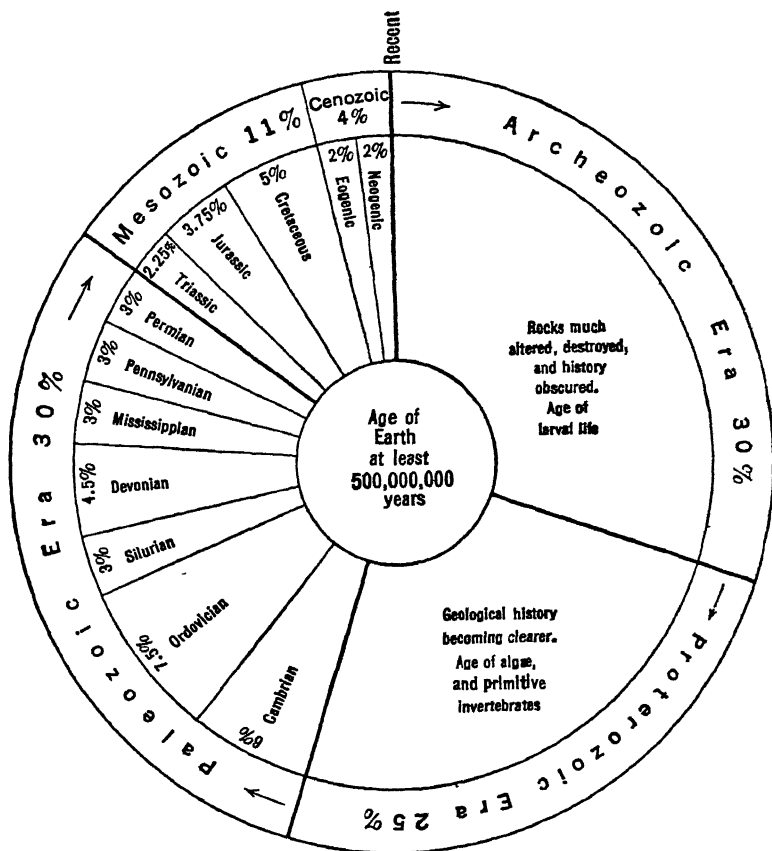 Recent
Archeozoic Era 30%
Proterozoic Era 25%
Paleozoic Era 30%
Mesozoic 11%
Cenozoic
4%
Rocks much
altered, destroyed,
and history
obscured.
Age of
larval life
Geological history
becoming clearer.
Age of algæ,
and primitive
invertebrates
6%
Cambrian
7.5%
Ordovician
3%
Silurian
4.5%
Devonian
3%
Mississippian
3%
Pennsylvanian
3%
Permian
2.25%
Triassic
3.75%
Jurassic
5%
Cretaceous
2%
Eogenic
2%
Neogenic
Age of
Earth
at least
500,000,000
years